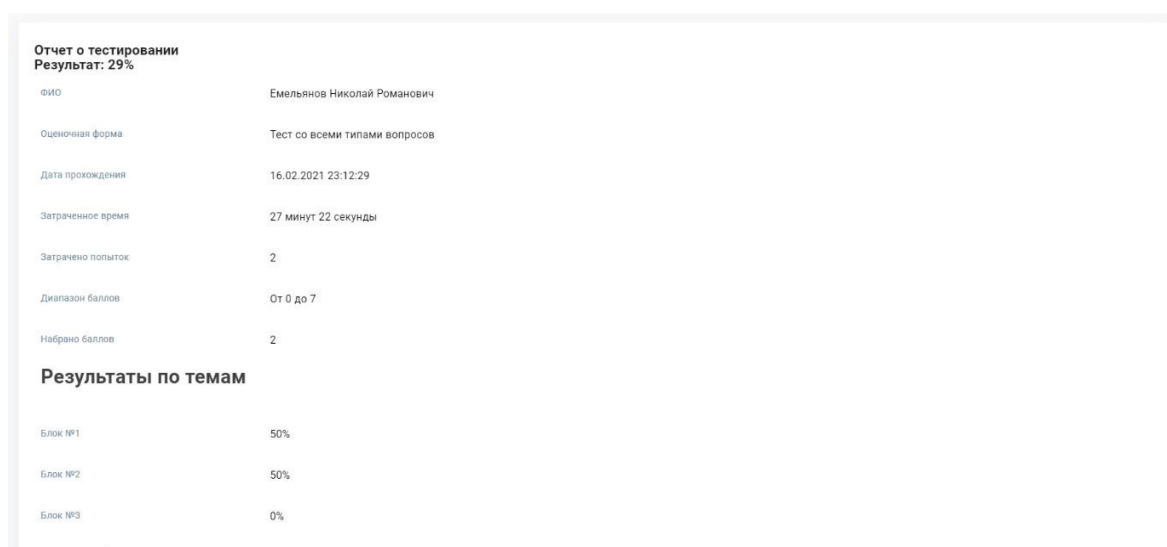 Отчет о тестировании
Результат: 29%
ФИО Емельянов Николай Романович
Оценочная форма Тест со всеми типами вопросов
Дата прохождения 16.02.2021 23:12:29
Затраченное время 27 минут 22 секунды
Затрачено попыток 2
Диапазон баллов От 0 до 7
Набрано баллов 2
Результаты по темам
Блок №1 50%
Блок №2 50%
Блок №3 0%